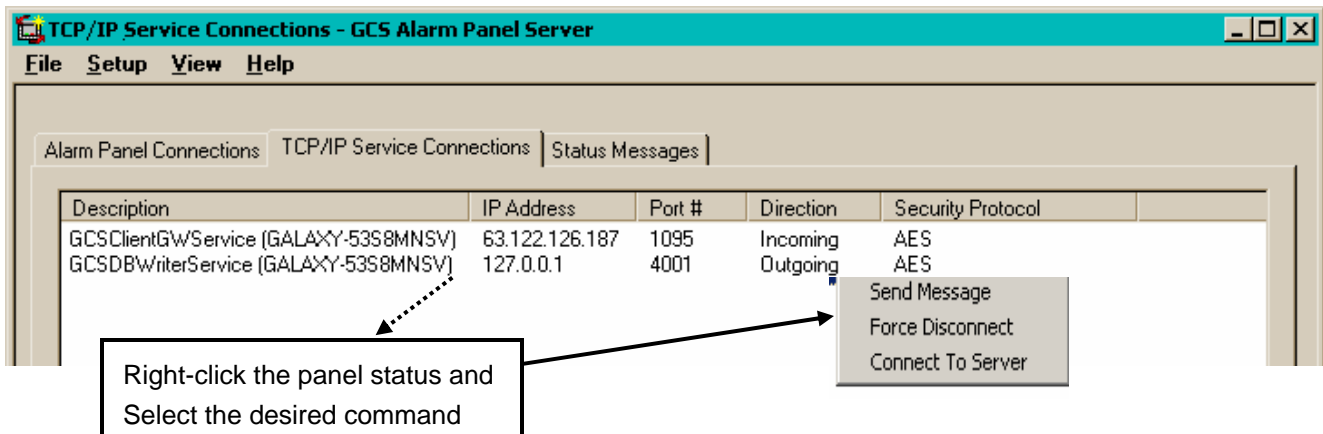 TCP/IP Service Connections - GCS Alarm Panel Server
File Setup View Help
Alarm Panel Connections TCP/IP Service Connections Status Messages
Description IP Address Port # Direction Security Protocol
GCSClientGWService (GALAXY-53S8MNSV) 63.122.126.187 1095 Incoming AES
GCSDBWriterService (GALAXY-53S8MNSV) 127.0.0.1 4001 Outgoing AES
Send Message
Force Disconnect
Connect To Server
Right-click the panel status and
Select the desired command